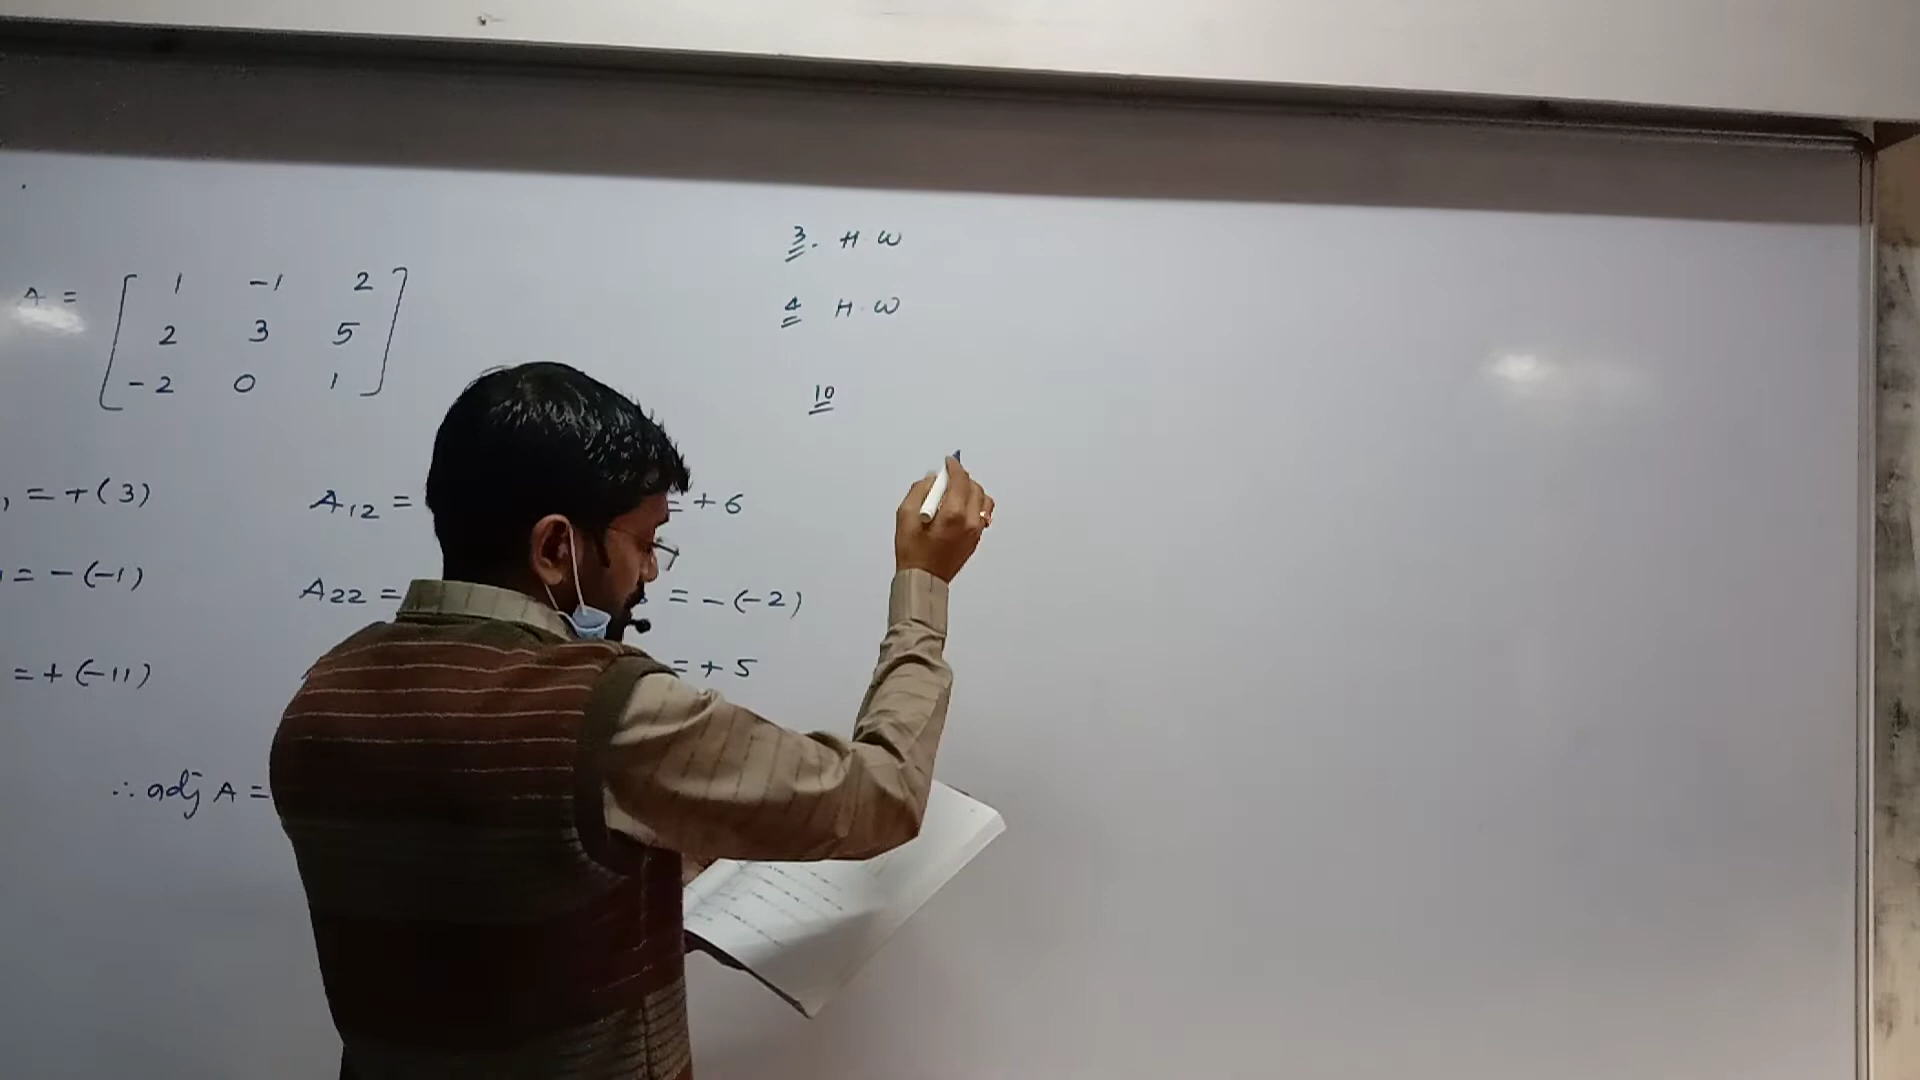 A = [ 1 -1 2
2 3 5
-2 0 1 ]
= +(3) A12 = = +6
= -(-1) A22 = = -(-2)
= +(-11) = +5
∴ adj A =
3. H W
4 H.W
10